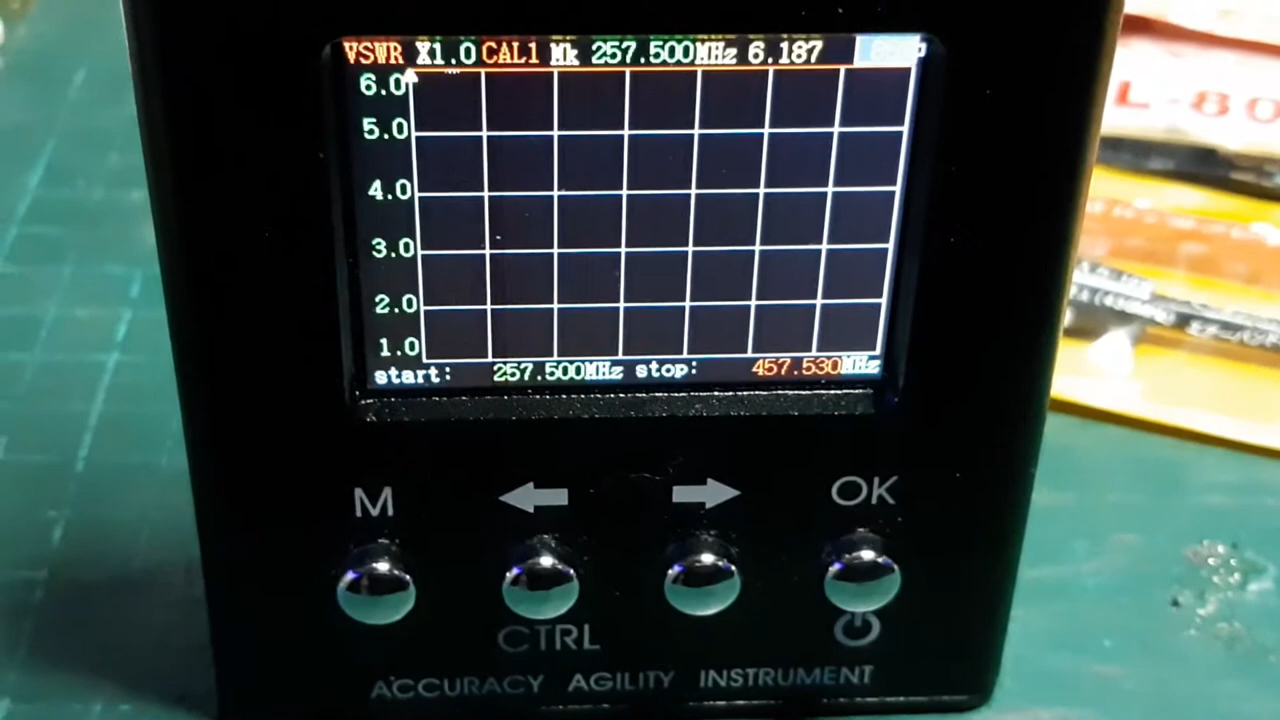 VSWR X1.0 CAL1 Mk 257.500MHz 6.187
6.0
5.0
4.0
3.0
2.0
1.0
start: 257.500MHz stop: 457.530MHz
L-80
M
OK
CTRL
ACCURACY AGILITY INSTRUMENT